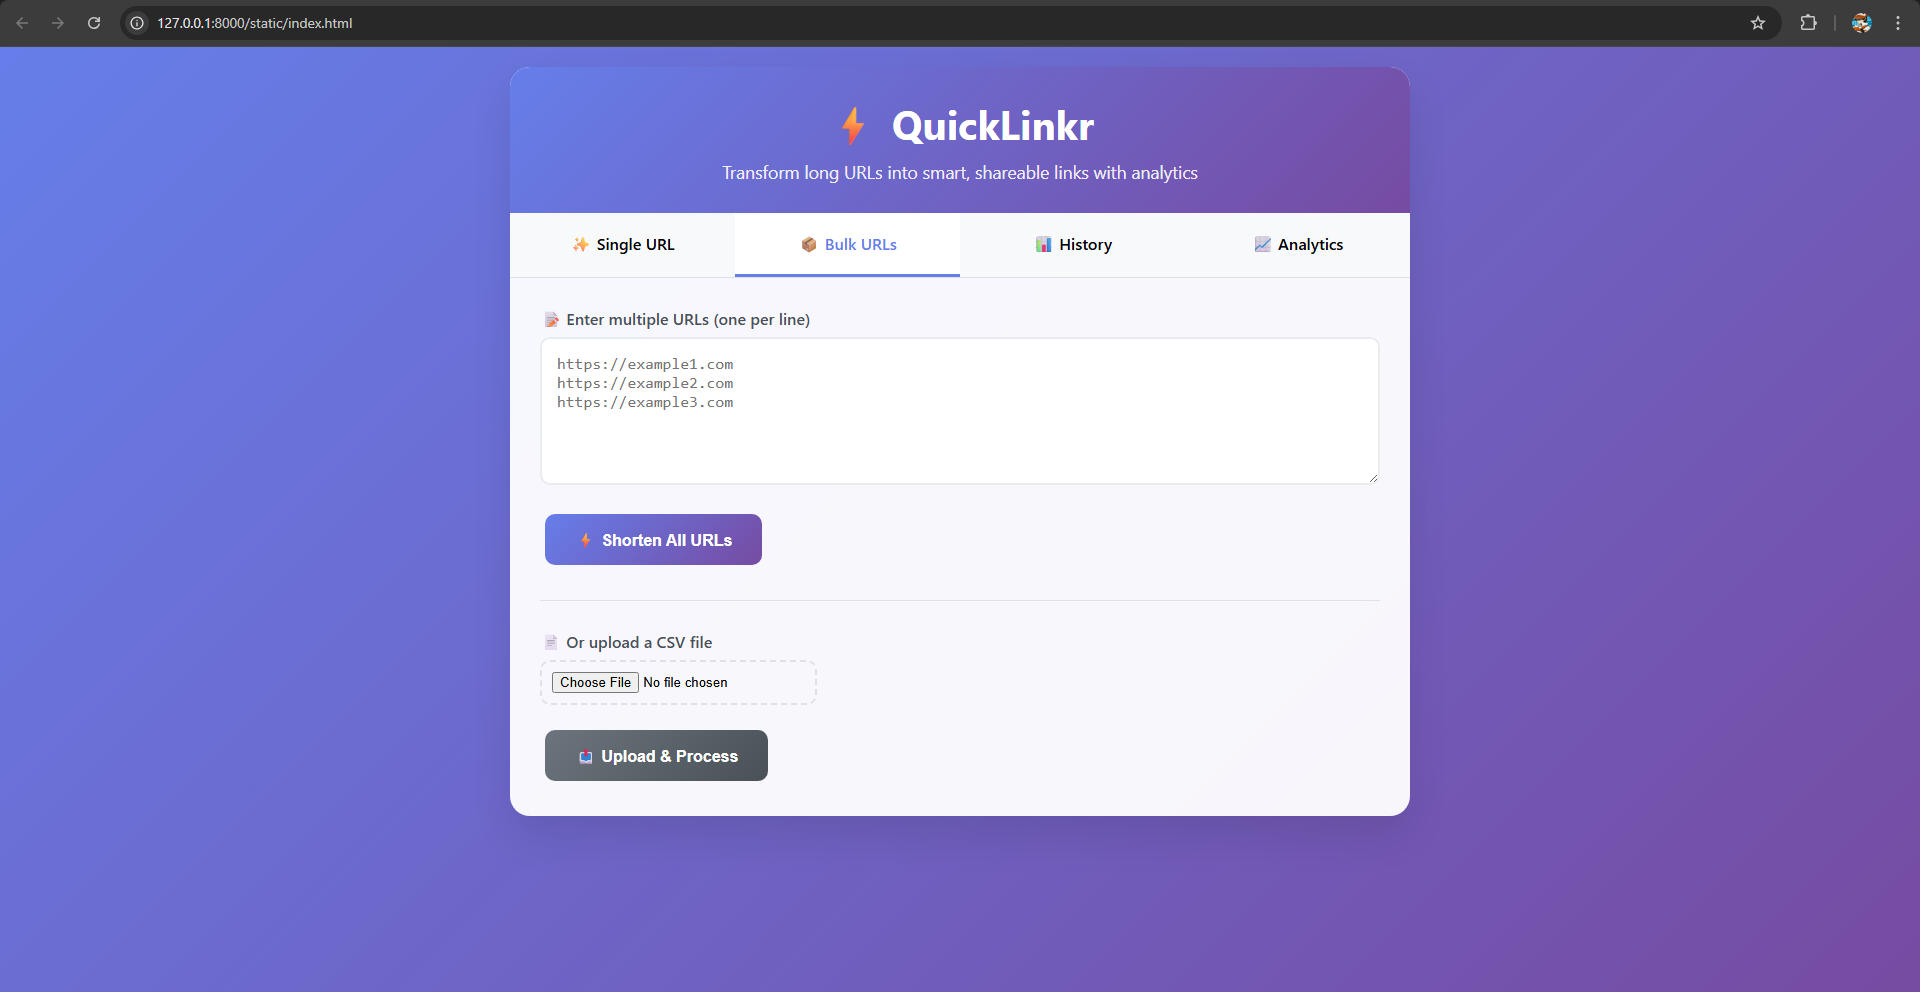 127.0.0.1:8000/static/index.html
⚡ QuickLinkr
Transform long URLs into smart, shareable links with analytics
✨ Single URL
📦 Bulk URLs
📊 History
📈 Analytics
📝 Enter multiple URLs (one per line)
https://example1.com
https://example2.com
https://example3.com
⚡ Shorten All URLs
📄 Or upload a CSV file
Choose File No file chosen
📤 Upload & Process